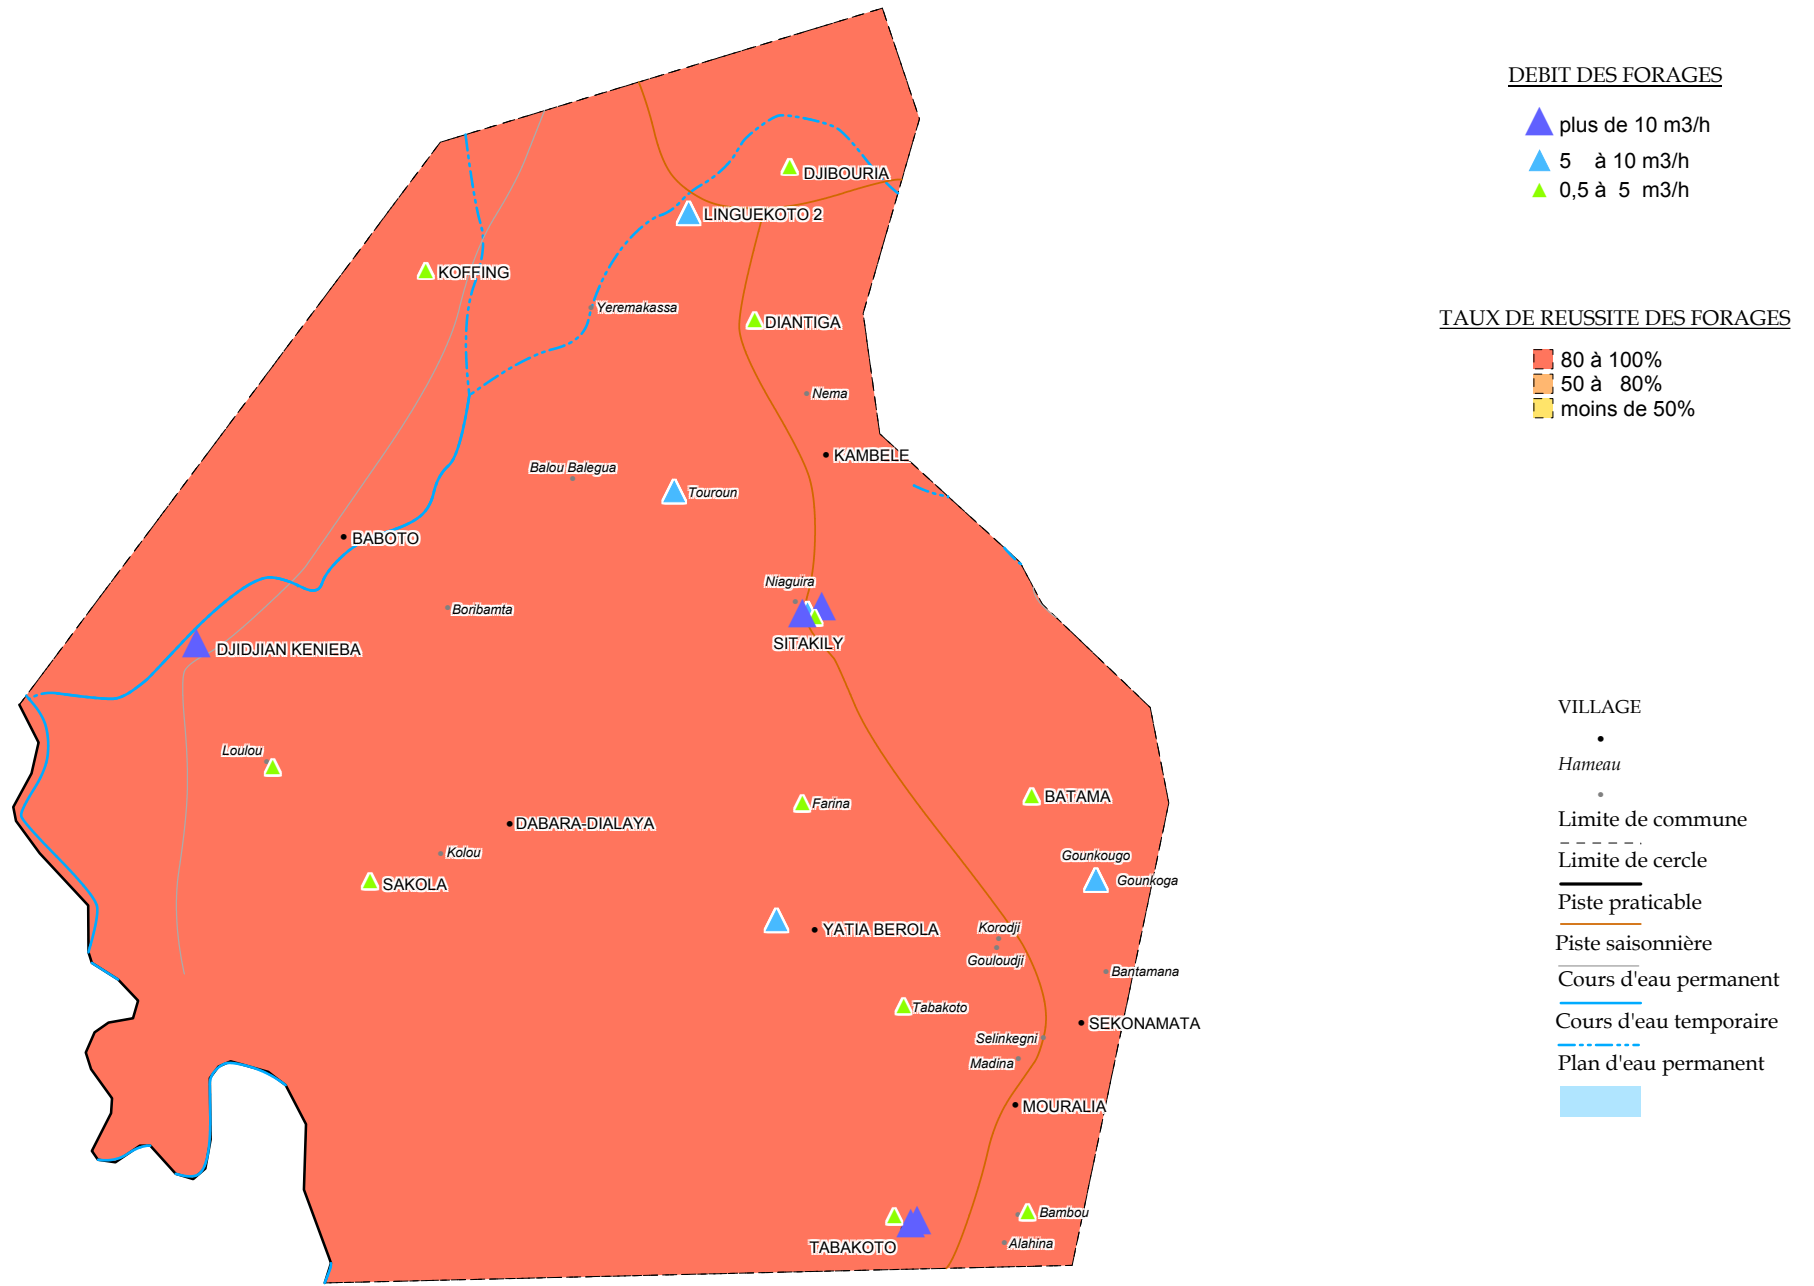 DEBIT DES FORAGES
plus de 10 m3/h
5 à 10 m3/h
0,5 à 5 m3/h
TAUX DE REUSSITE DES FORAGES
80 à 100%
50 à 80%
moins de 50%
VILLAGE
Hameau
Limite de commune
Limite de cercle
Piste praticable
Piste saisonnière
Cours d'eau permanent
Cours d'eau temporaire
Plan d'eau permanent
DJIBOURIA
LINGUEKOTO 2
KOFFING
Yeremakassa
DIANTIGA
Nema
KAMBELE
Balou Balegua
Touroun
BABOTO
Niaguira
Boribamta
SITAKILY
DJIDJIAN KENIEBA
Loulou
Farina
BATAMA
DABARA-DIALAYA
Kolou
Gounkougo
SAKOLA
Gounkoga
YATIA BEROLA
Korodji
Gouloudji
Bantamana
Tabakoto
SEKONAMATA
Selinkegni
Madina
MOURALIA
Bambou
TABAKOTO
Alahina